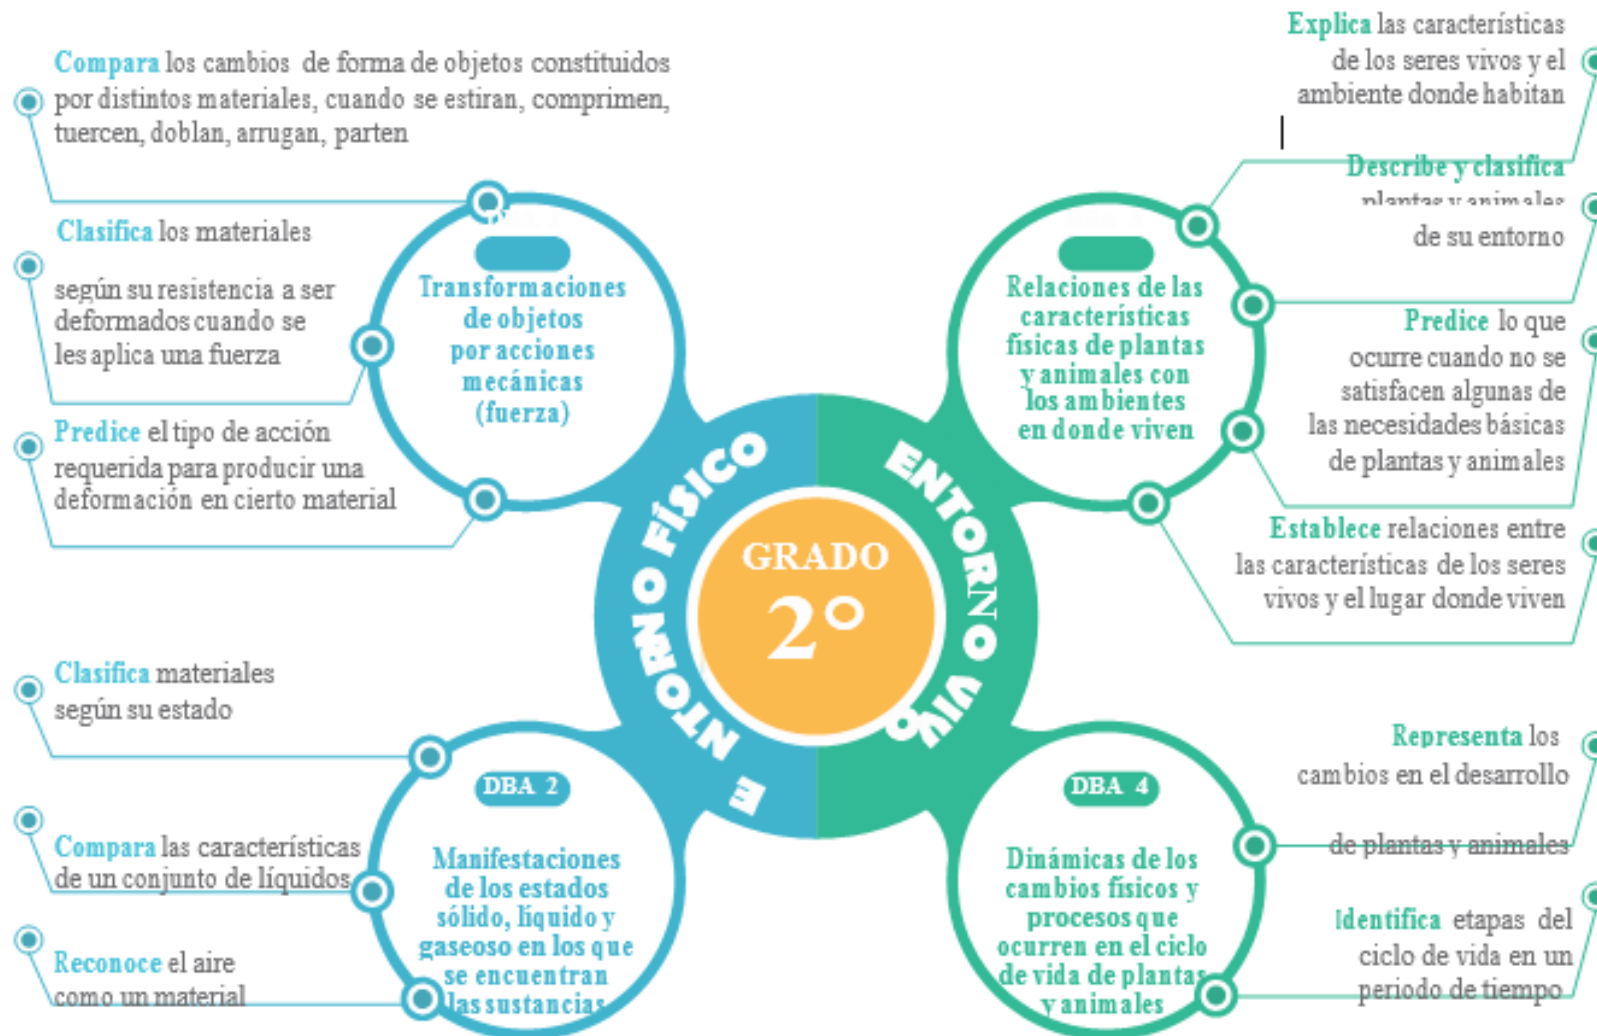 Compara los cambios de forma de objetos constituidos
por distintos materiales, cuando se estiran, comprimen,
tuercen, doblan, arrugan, parten
Clasifica los materiales
según su resistencia a ser
deformados cuando se
les aplica una fuerza
Predice el tipo de acción
requerida para producir una
deformación en cierto material
Transformaciones
de objetos
por acciones
mecánicas
(fuerza)
Clasifica materiales
según su estado
Compara las características
de un conjunto de líquidos
Reconoce el aire
como un material
DBA 2
Manifestaciones
de los estados
sólido, líquido y
gaseoso en los que
se encuentran
las sustancias
E NTORNO FÍSICO
GRADO
2°
ENTORNO VIVO
Relaciones de las
características
físicas de plantas
y animales con
los ambientes
en donde viven
Explica las características
de los seres vivos y el
ambiente donde habitan
Describe y clasifica
plantas y animales
de su entorno
Predice lo que
ocurre cuando no se
satisfacen algunas de
las necesidades básicas
de plantas y animales
Establece relaciones entre
las características de los seres
vivos y el lugar donde viven
DBA 4
Dinámicas de los
cambios físicos y
procesos que
ocurren en el ciclo
de vida de plantas
y animales
Representa los
cambios en el desarrollo
de plantas y animales
Identifica etapas del
ciclo de vida en un
periodo de tiempo